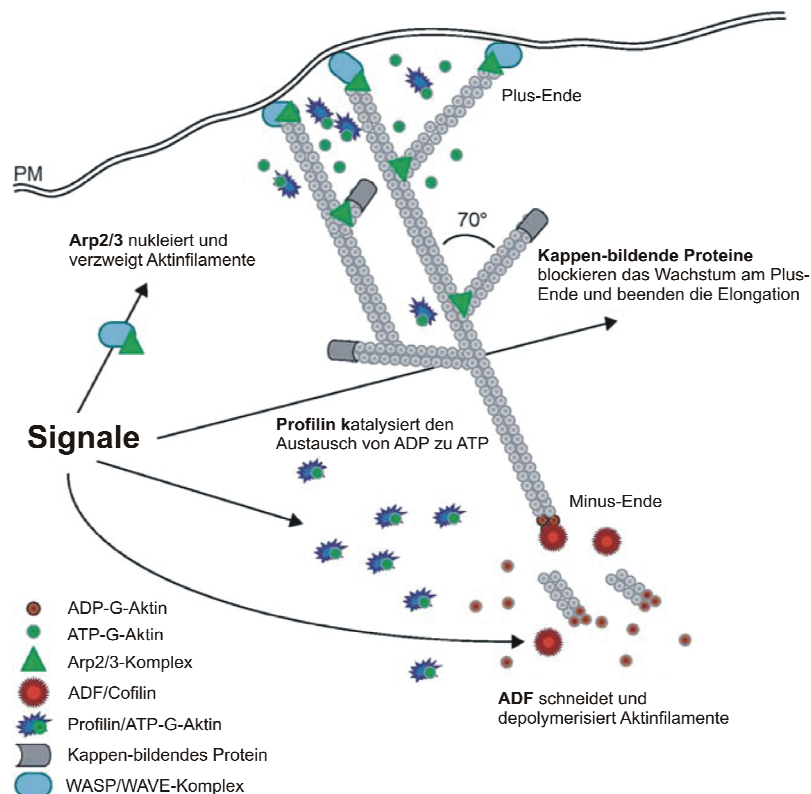 Plus-Ende
PM
70°
Arp2/3 nukleiert und
verzweigt Aktinfilamente
Kappen-bildende Proteine
blockieren das Wachstum am Plus-
Ende und beenden die Elongation
Signale
Profilin katalysiert den
Austausch von ADP zu ATP
Minus-Ende
ADP-G-Aktin
ATP-G-Aktin
Arp2/3-Komplex
ADF/Cofilin
Profilin/ATP-G-Aktin
Kappen-bildendes Protein
WASP/WAVE-Komplex
ADF schneidet und
depolymerisiert Aktinfilamente